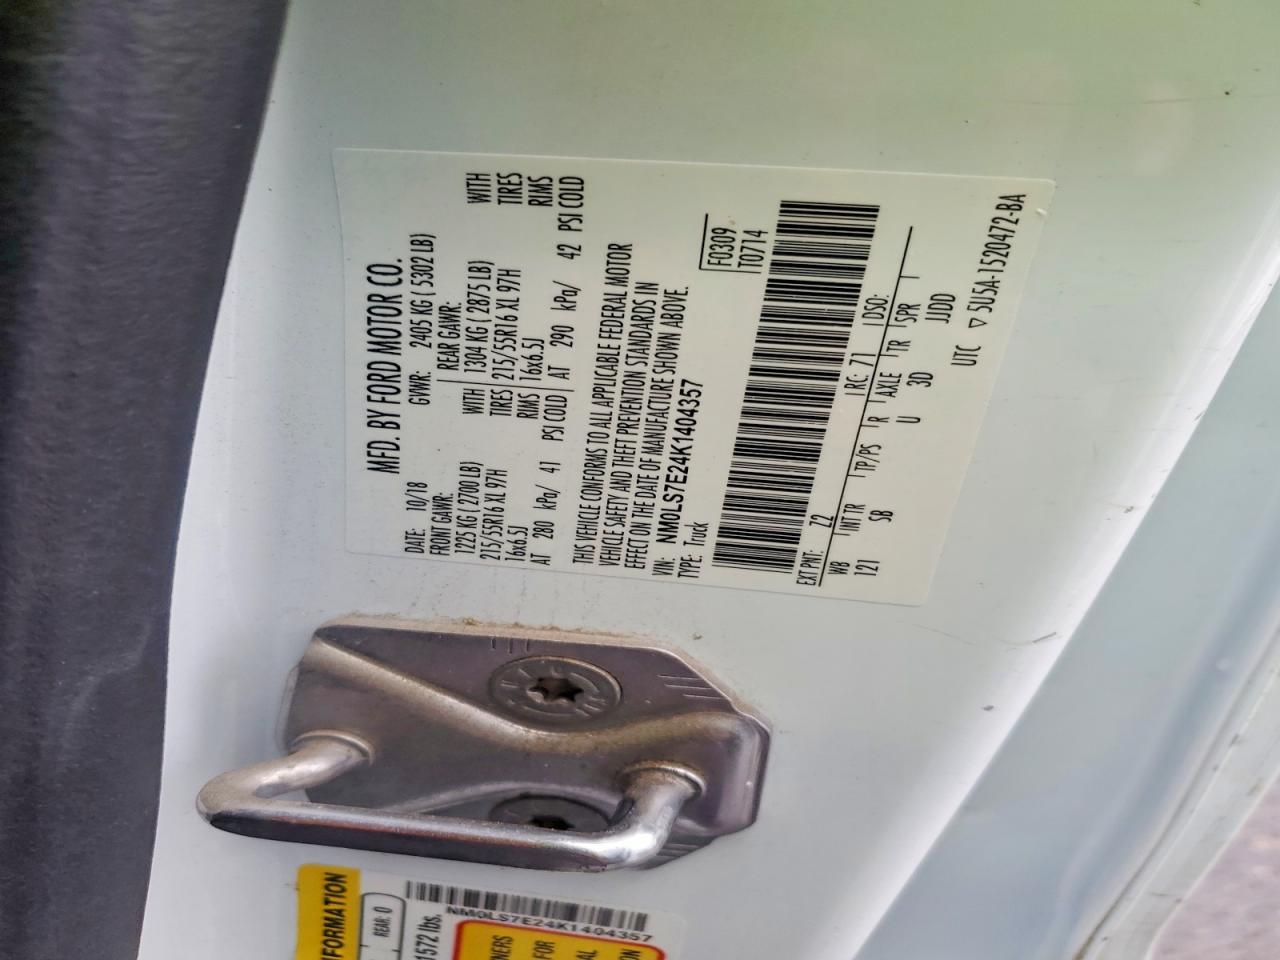 MFD. BY FORD MOTOR CO.
DATE: 10/18 GVWR: 2405 KG ( 5302 LB)
FRONT GAWR: REAR GAWR:
1225 KG ( 2700 LB) WITH 1304 KG ( 2875 LB) WITH
215/55R16 XL 97H TIRES 215/55R16 XL 97H TIRES
16x6.5J RIMS 16x6.5J RIMS
AT 280 kPa/ 41 PSI COLD AT 290 kPa/ 42 PSI COLD
THIS VEHICLE CONFORMS TO ALL APPLICABLE FEDERAL MOTOR
VEHICLE SAFETY AND THEFT PREVENTION STANDARDS IN
EFFECT ON THE DATE OF MANUFACTURE SHOWN ABOVE.
VIN: NM0LS7E24K1404357
TYPE: Truck
F0309
T0714
EXT PNT: Z2 RC: 71 DSO:
WB INT TR TP/PS R AXLE TR SPR
121 SB U 3D JJDD
UTC ▽ 5U5A-1520472-BA
FORMATION
REAR: 0
1572 lbs.
NM0LS7E24K1404357
FOR